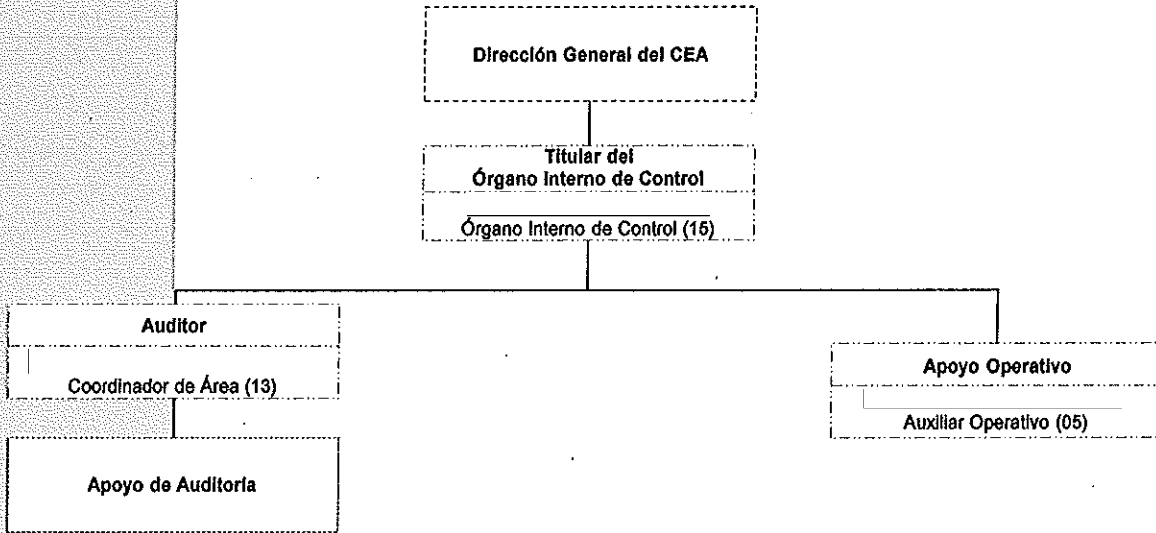 Dirección General del CEA
Titular del
Órgano Interno de Control
Órgano Interno de Control (15)
Auditor
Coordinador de Área (13)
Apoyo Operativo
Auxiliar Operativo (05)
Apoyo de Auditoría